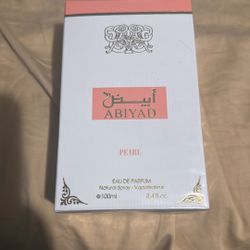 أبيض
ABIYAD
PEARL
EAU DE PARFUM
Natural Spray - Vaporisateur
e 100ml 3.4 fl.oz.